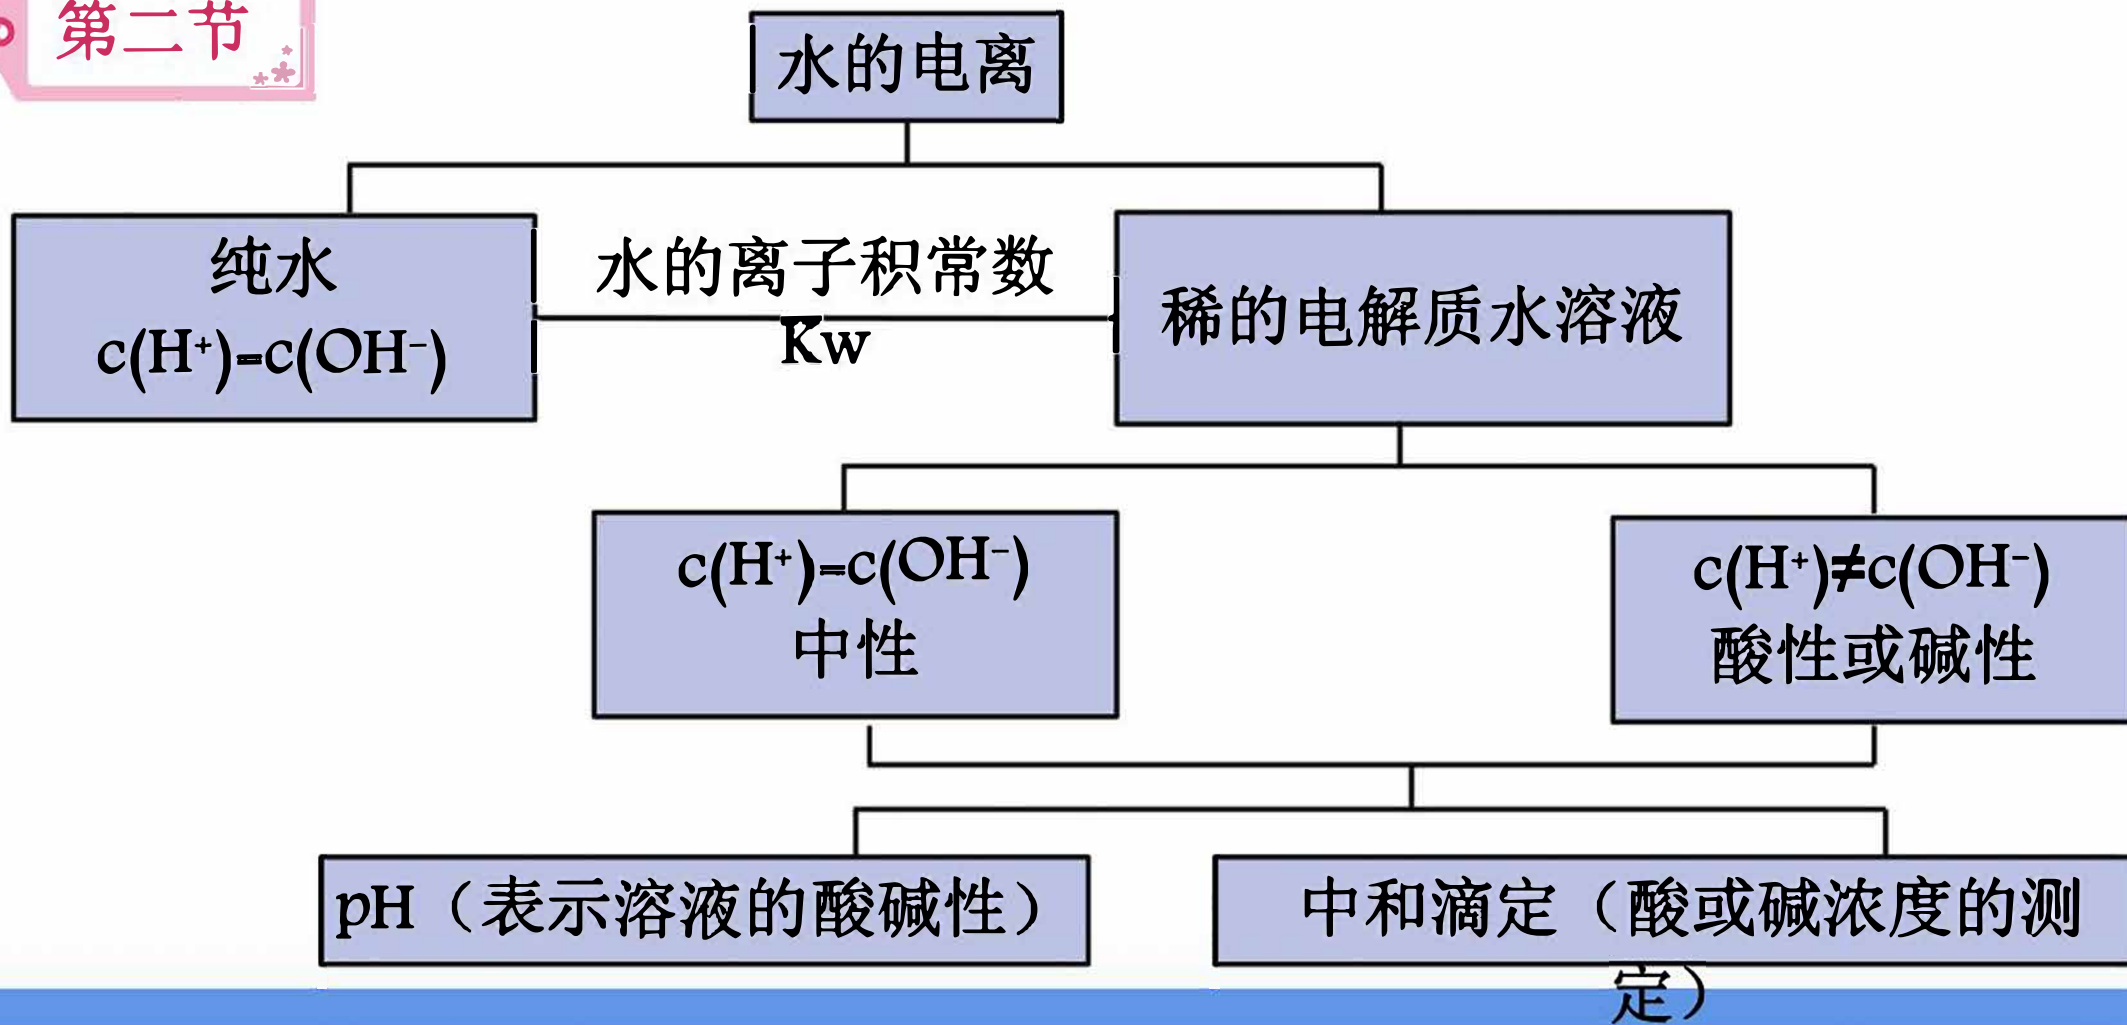 第二节
水的电离
纯水
c(H⁺)=c(OH⁻)
水的离子积常数
Kw
稀的电解质水溶液
c(H⁺)=c(OH⁻)
中性
c(H⁺)≠c(OH⁻)
酸性或碱性
pH（表示溶液的酸碱性）
中和滴定（酸或碱浓度的测
定）